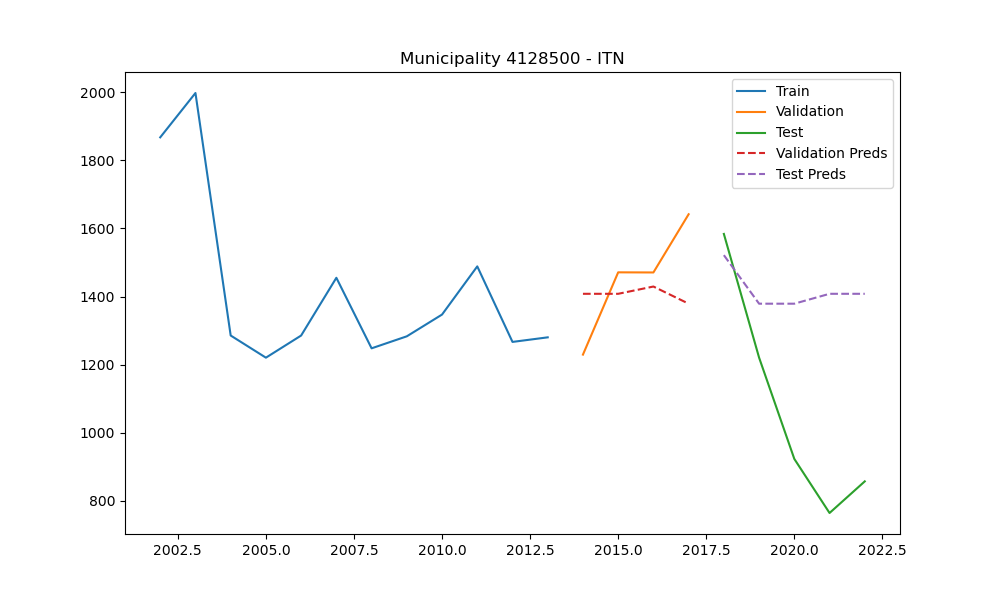 Municipality 4128500 - ITN
2000
1800
1600
1400
1200
1000
800
Train
Validation
Test
Validation Preds
Test Preds
2002.5 2005.0 2007.5 2010.0 2012.5 2015.0 2017.5 2020.0 2022.5